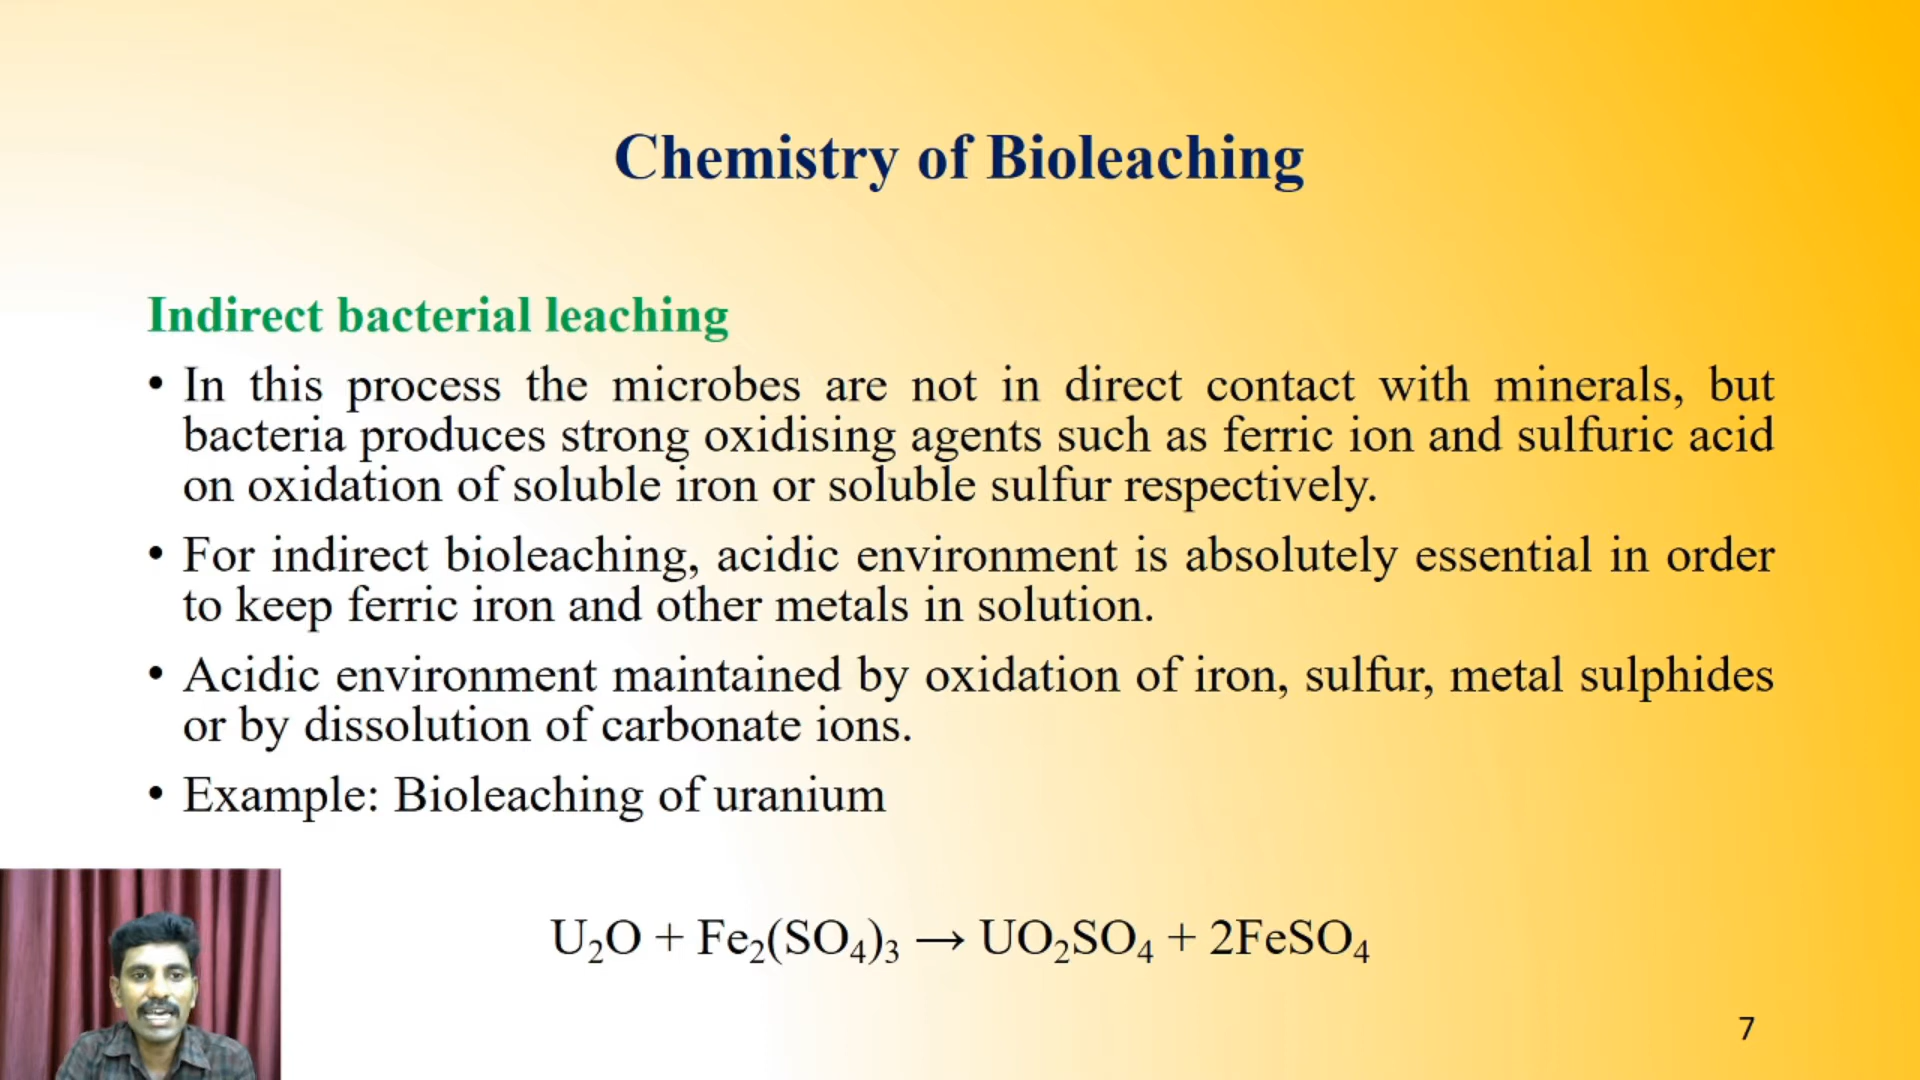 Chemistry of Bioleaching
Indirect bacterial leaching
• In this process the microbes are not in direct contact with minerals, but
bacteria produces strong oxidising agents such as ferric ion and sulfuric acid
on oxidation of soluble iron or soluble sulfur respectively.
• For indirect bioleaching, acidic environment is absolutely essential in order
to keep ferric iron and other metals in solution.
• Acidic environment maintained by oxidation of iron, sulfur, metal sulphides
or by dissolution of carbonate ions.
• Example: Bioleaching of uranium
U₂O + Fe₂(SO₄)₃ → UO₂SO₄ + 2FeSO₄
7